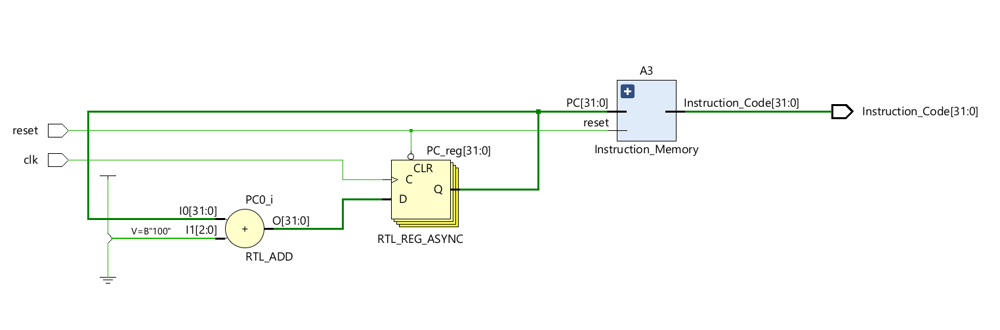 A3
PC[31:0]
Instruction_Code[31:0]
Instruction_Code[31:0]
reset
reset
Instruction_Memory
PC_reg[31:0]
clk
CLR
C
Q
D
PC0_i
I0[31:0]
O[31:0]
V=B"100"
I1[2:0]
+
RTL_REG_ASYNC
RTL_ADD